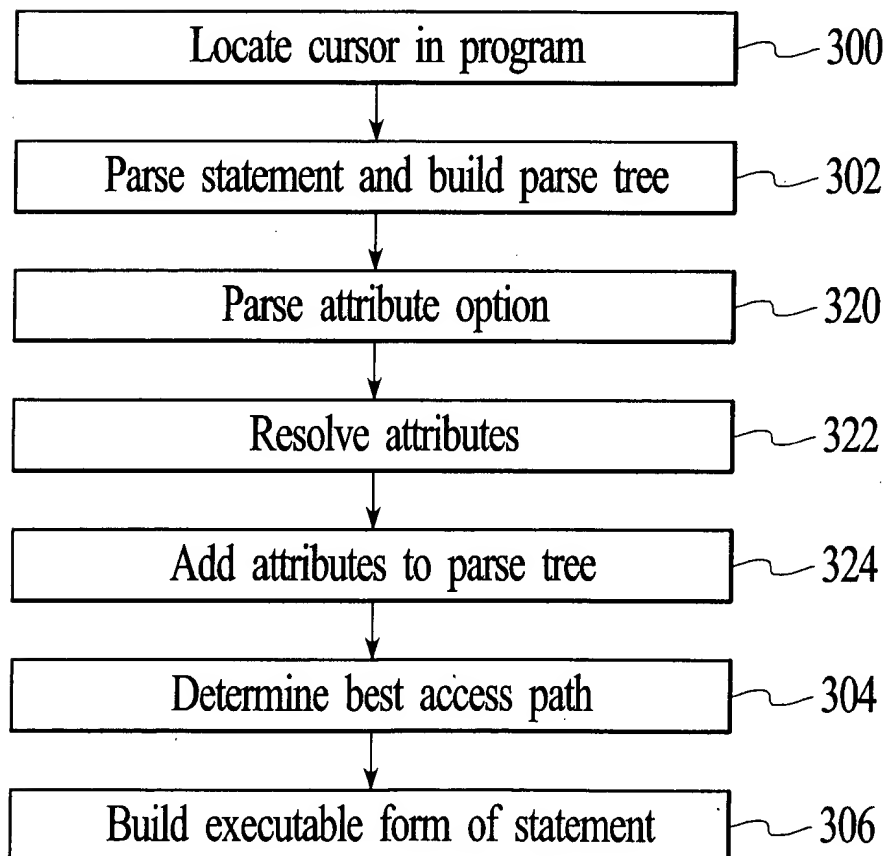 Locate cursor in program 300
Parse statement and build parse tree 302
Parse attribute option 320
Resolve attributes 322
Add attributes to parse tree 324
Determine best access path 304
Build executable form of statement 306